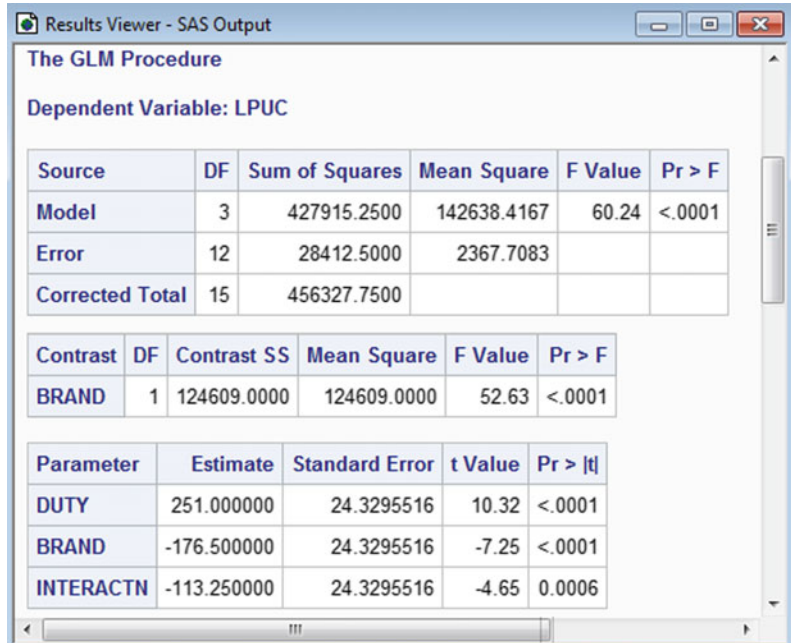 Results Viewer - SAS Output
The GLM Procedure
Dependent Variable: LPUC
Source DF Sum of Squares Mean Square F Value Pr > F
Model 3 427915.2500 142638.4167 60.24 <.0001
Error 12 28412.5000 2367.7083
Corrected Total 15 456327.7500
Contrast DF Contrast SS Mean Square F Value Pr > F
BRAND 1 124609.0000 124609.0000 52.63 <.0001
Parameter Estimate Standard Error t Value Pr > |t|
DUTY 251.000000 24.3295516 10.32 <.0001
BRAND -176.500000 24.3295516 -7.25 <.0001
INTERACTN -113.250000 24.3295516 -4.65 0.0006